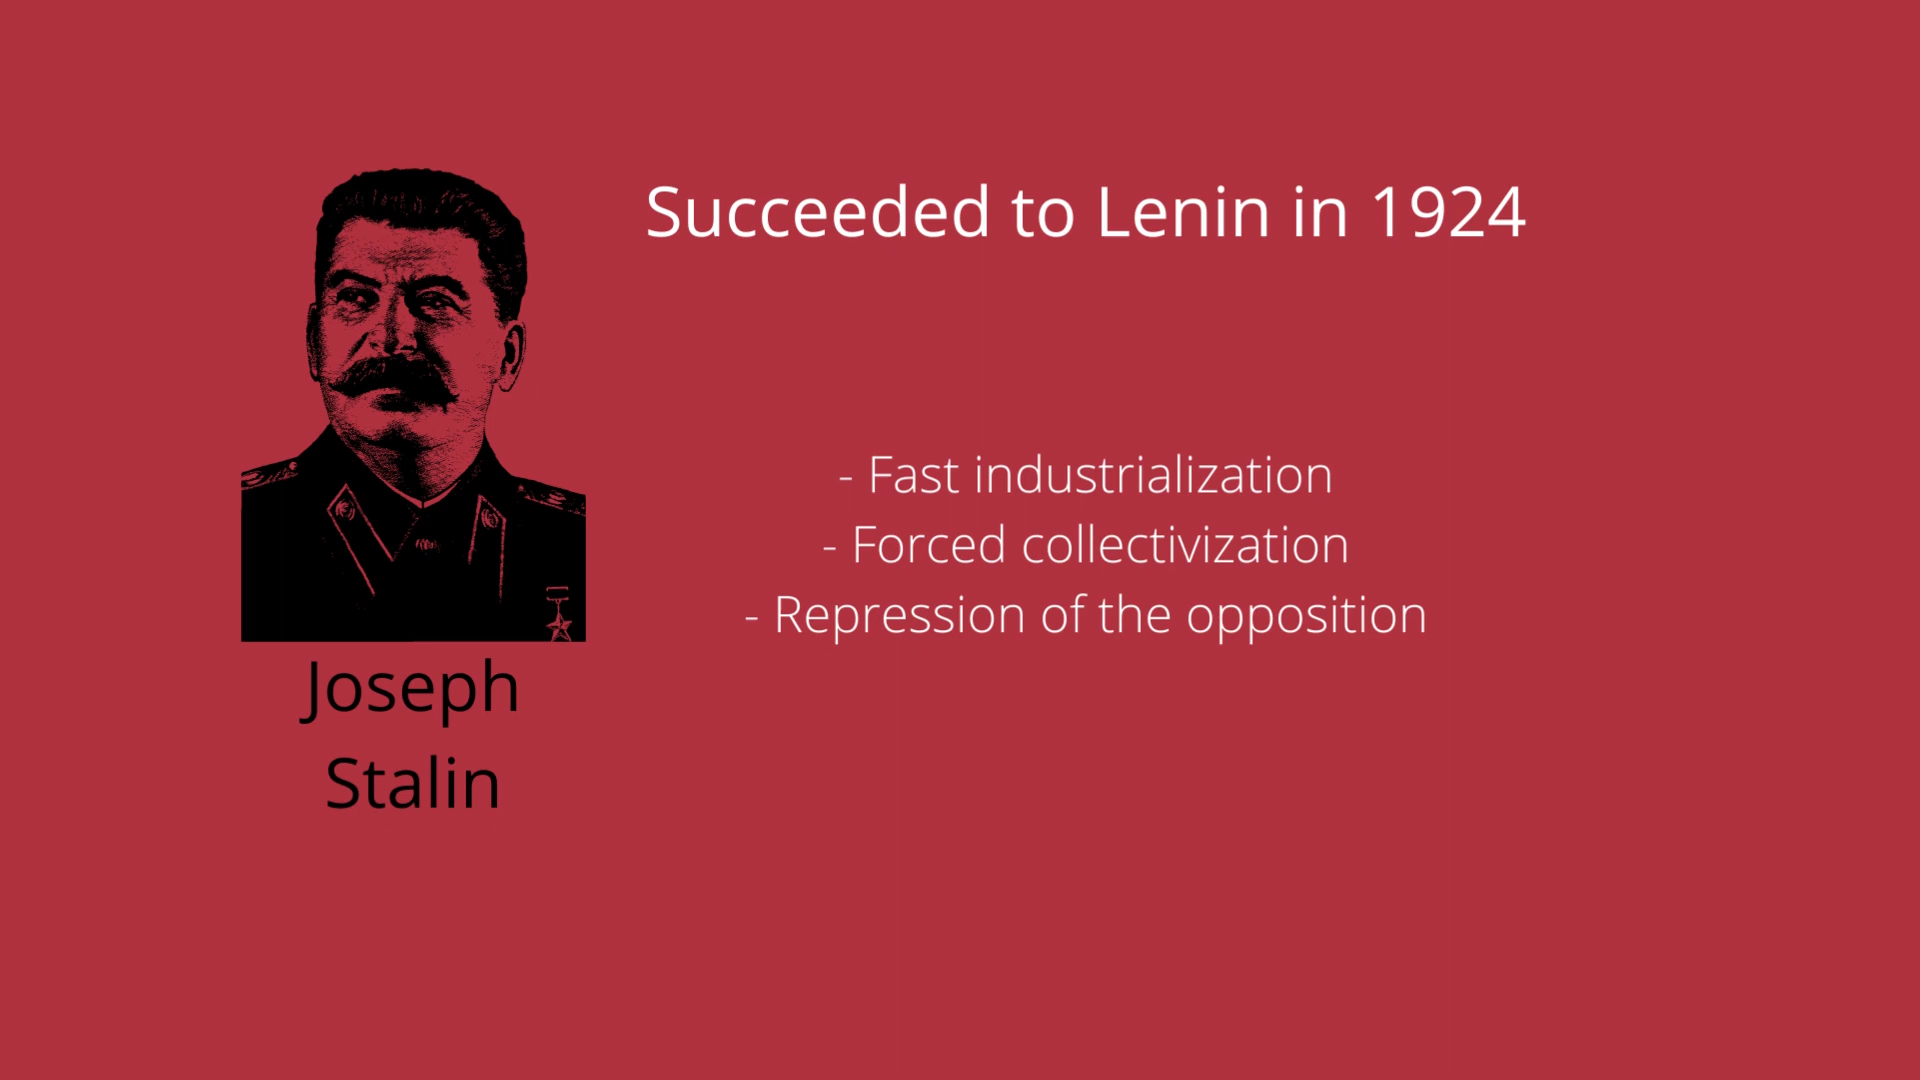 Succeeded to Lenin in 1924
- Fast industrialization
- Forced collectivization
- Repression of the opposition
Joseph
Stalin